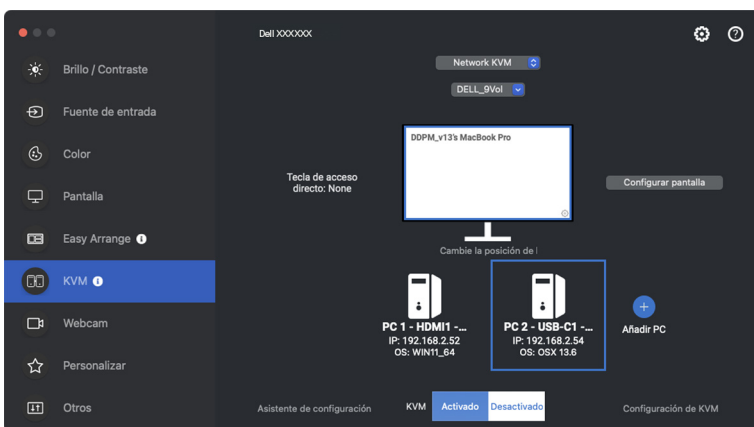 Dell XXXXXX
Brillo / Contraste
Fuente de entrada
Color
Pantalla
Easy Arrange
KVM
Webcam
Personalizar
Otros
Network KVM
DELL_9Vol
DDPM_v13's MacBook Pro
Tecla de acceso
directo: None
Configurar pantalla
Cambie la posición de
PC 1 - HDMI1 -...
IP: 192.168.2.52
OS: WIN11_64
PC 2 - USB-C1 -...
IP: 192.168.2.54
OS: OSX 13.6
Añadir PC
Asistente de configuración
KVM
Activado
Desactivado
Configuración de KVM